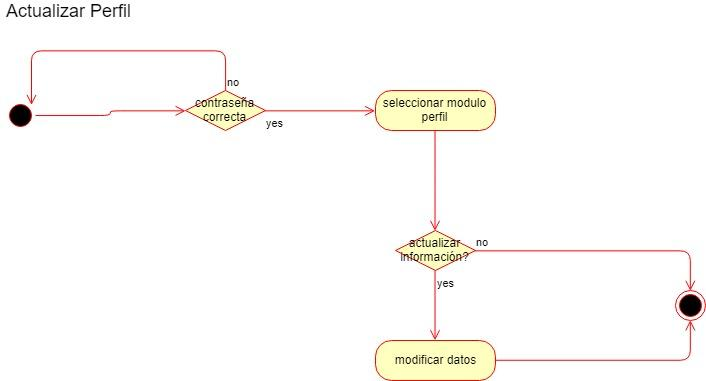 Actualizar Perfil
no
contraseña
correcta
yes
seleccionar modulo
perfil
actualizar
información?
no
yes
modificar datos